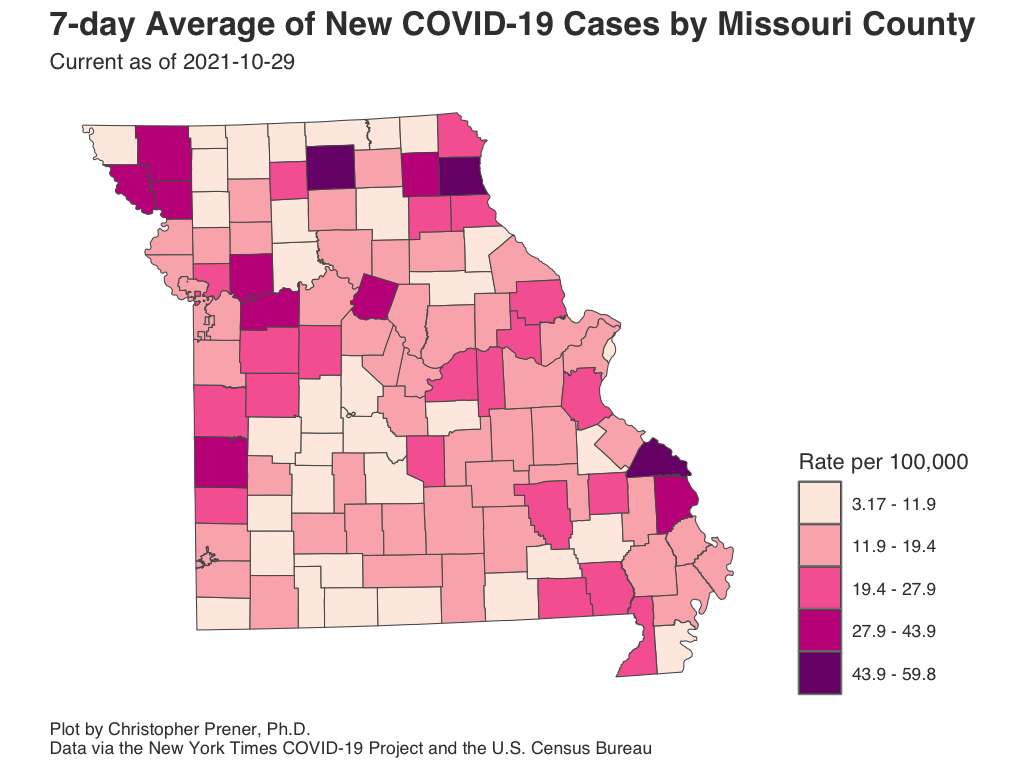 7-day Average of New COVID-19 Cases by Missouri County
Current as of 2021-10-29
Rate per 100,000
3.17 - 11.9
11.9 - 19.4
19.4 - 27.9
27.9 - 43.9
43.9 - 59.8
Plot by Christopher Prener, Ph.D.
Data via the New York Times COVID-19 Project and the U.S. Census Bureau